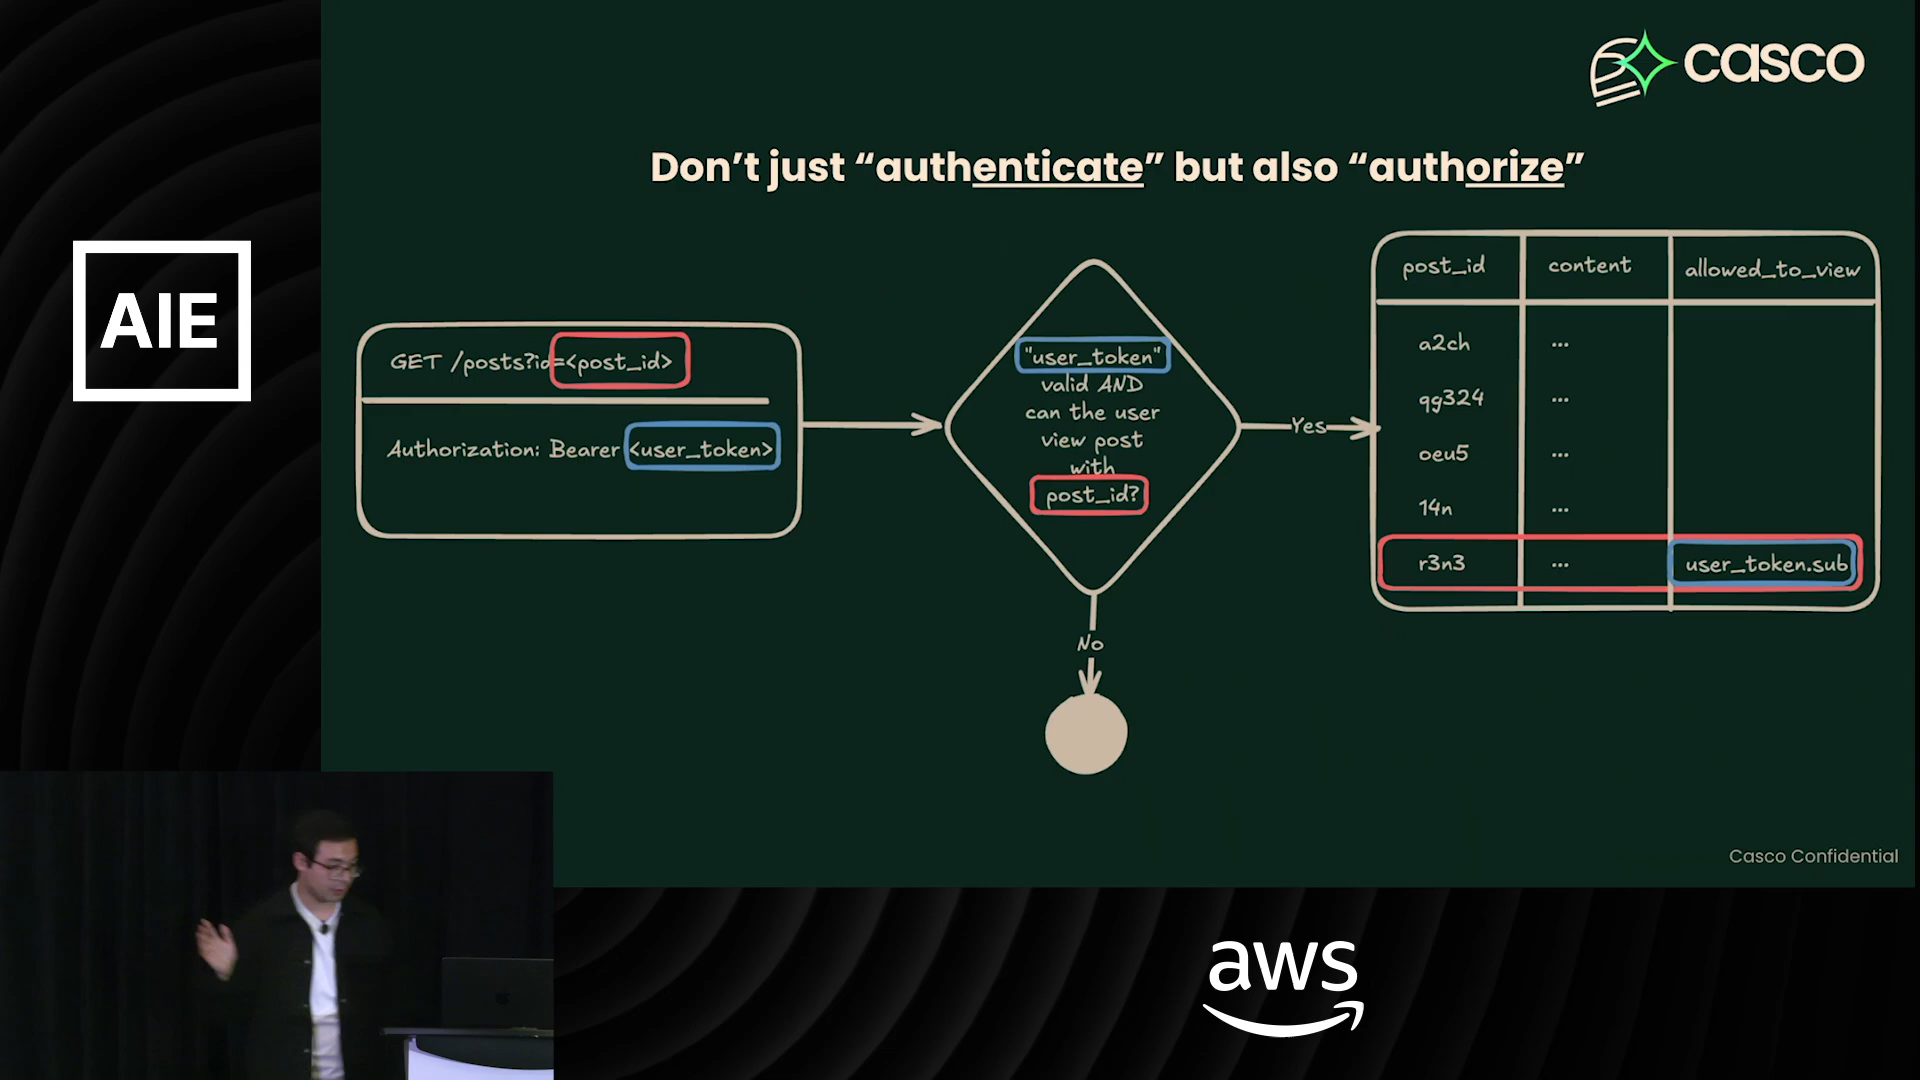 casco
Don’t just “authenticate” but also “authorize”
AIE
GET /posts?id=<post_id>
Authorization: Bearer <user_token>
"user_token"
valid AND
can the user
view post
with
post_id?
Yes
No
post_id content allowed_to_view
a2ch ...
qg324 ...
oeu5 ...
14n ...
r3n3 ... user_token.sub
Casco Confidential
aws